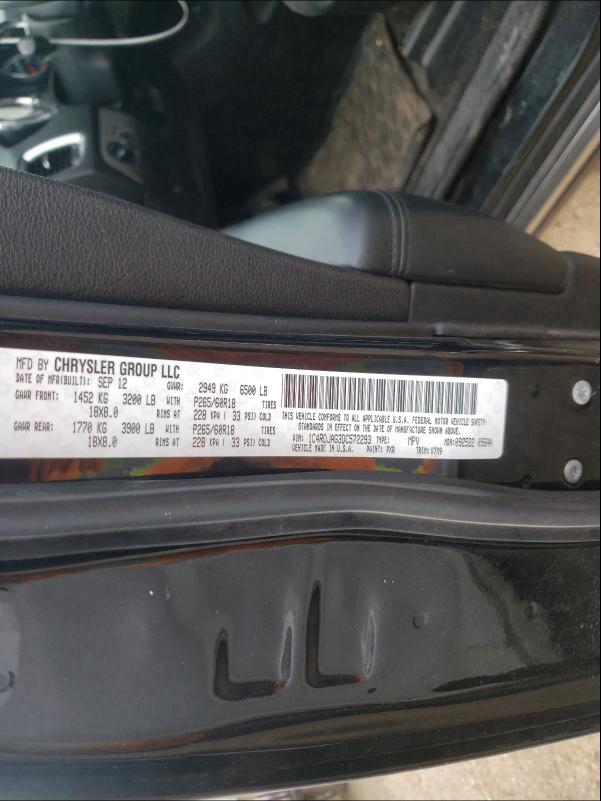 MFD BY CHRYSLER GROUP LLC
DATE OF MFR(BUILT): SEP 12 GVWR: 2949 KG 6500 LB
GAWR FRONT: 1452 KG 3200 LB WITH P265/60R18 TIRES
18X8.0 RIMS AT 228 KPA ( 33 PSI) COLD
GAWR REAR: 1770 KG 3900 LB WITH P265/60R18 TIRES
18X8.0 RIMS AT 228 KPA ( 33 PSI) COLD
THIS VEHICLE CONFORMS TO ALL APPLICABLE U.S.A. FEDERAL MOTOR VEHICLE SAFETY
STANDARDS IN EFFECT ON THE DATE OF MANUFACTURE SHOWN ABOVE.
VIN: 1C4RDJAG3DC572293 TYPE: MPV MDH: 092522
VEHICLE MADE IN U.S.A. PAINT: PXR TRIM: